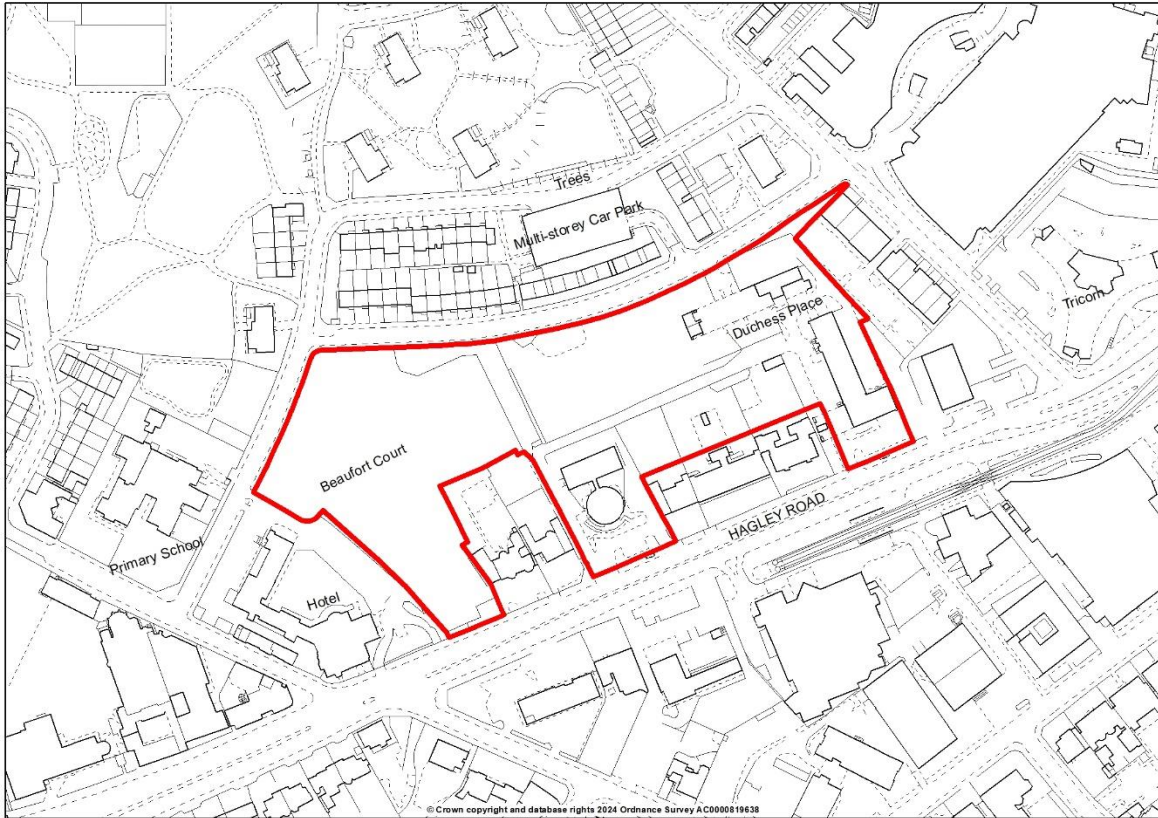 Trees
Multi-storey Car Park
Tricorn
Duchess Place
Beaufort Court
HAGLEY ROAD
Primary School
Hotel
© Crown copyright and database rights 2024 Ordnance Survey AC0000819638